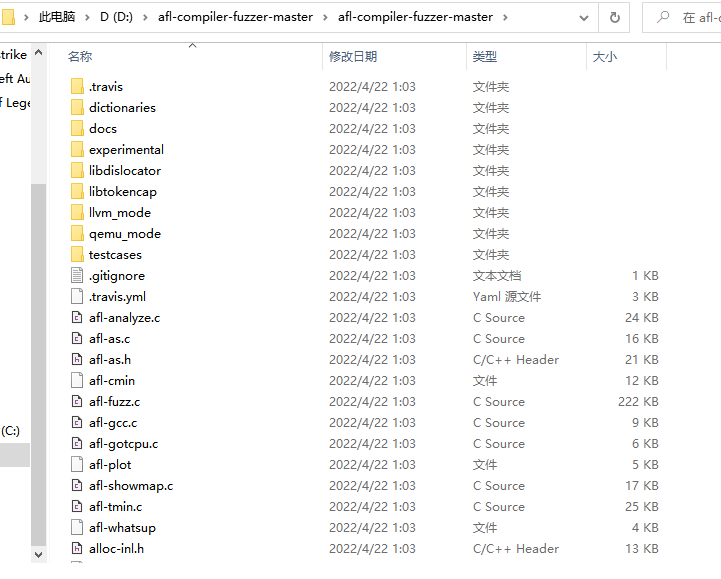 此电脑 D (D:) afl-compiler-fuzzer-master afl-compiler-fuzzer-master 在 afl-
名称 修改日期 类型 大小
trike
eft Au
f Lege
(C:)
.travis 2022/4/22 1:03 文件夹
dictionaries 2022/4/22 1:03 文件夹
docs 2022/4/22 1:03 文件夹
experimental 2022/4/22 1:03 文件夹
libdislocator 2022/4/22 1:03 文件夹
libtokencap 2022/4/22 1:03 文件夹
llvm_mode 2022/4/22 1:03 文件夹
qemu_mode 2022/4/22 1:03 文件夹
testcases 2022/4/22 1:03 文件夹
.gitignore 2022/4/22 1:03 文本文档 1 KB
.travis.yml 2022/4/22 1:03 Yaml 源文件 3 KB
afl-analyze.c 2022/4/22 1:03 C Source 24 KB
afl-as.c 2022/4/22 1:03 C Source 16 KB
afl-as.h 2022/4/22 1:03 C/C++ Header 21 KB
afl-cmin 2022/4/22 1:03 文件 12 KB
afl-fuzz.c 2022/4/22 1:03 C Source 222 KB
afl-gcc.c 2022/4/22 1:03 C Source 9 KB
afl-gotcpu.c 2022/4/22 1:03 C Source 6 KB
afl-plot 2022/4/22 1:03 文件 5 KB
afl-showmap.c 2022/4/22 1:03 C Source 17 KB
afl-tmin.c 2022/4/22 1:03 C Source 25 KB
afl-whatsup 2022/4/22 1:03 文件 4 KB
alloc-inl.h 2022/4/22 1:03 C/C++ Header 13 KB